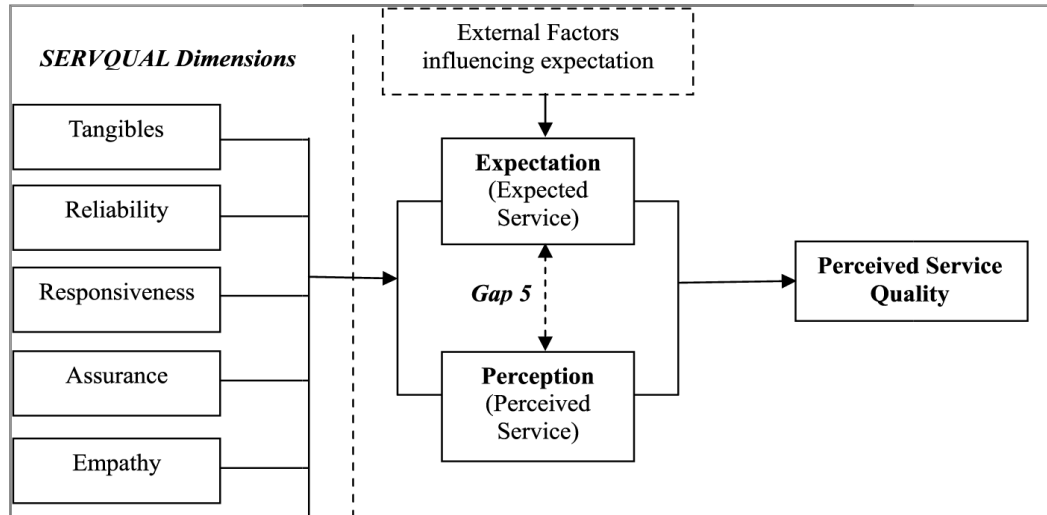 SERVQUAL Dimensions
Tangibles
Reliability
Responsiveness
Assurance
Empathy
External Factors
influencing expectation
Expectation
(Expected
Service)
Gap 5
Perception
(Perceived
Service)
Perceived Service
Quality